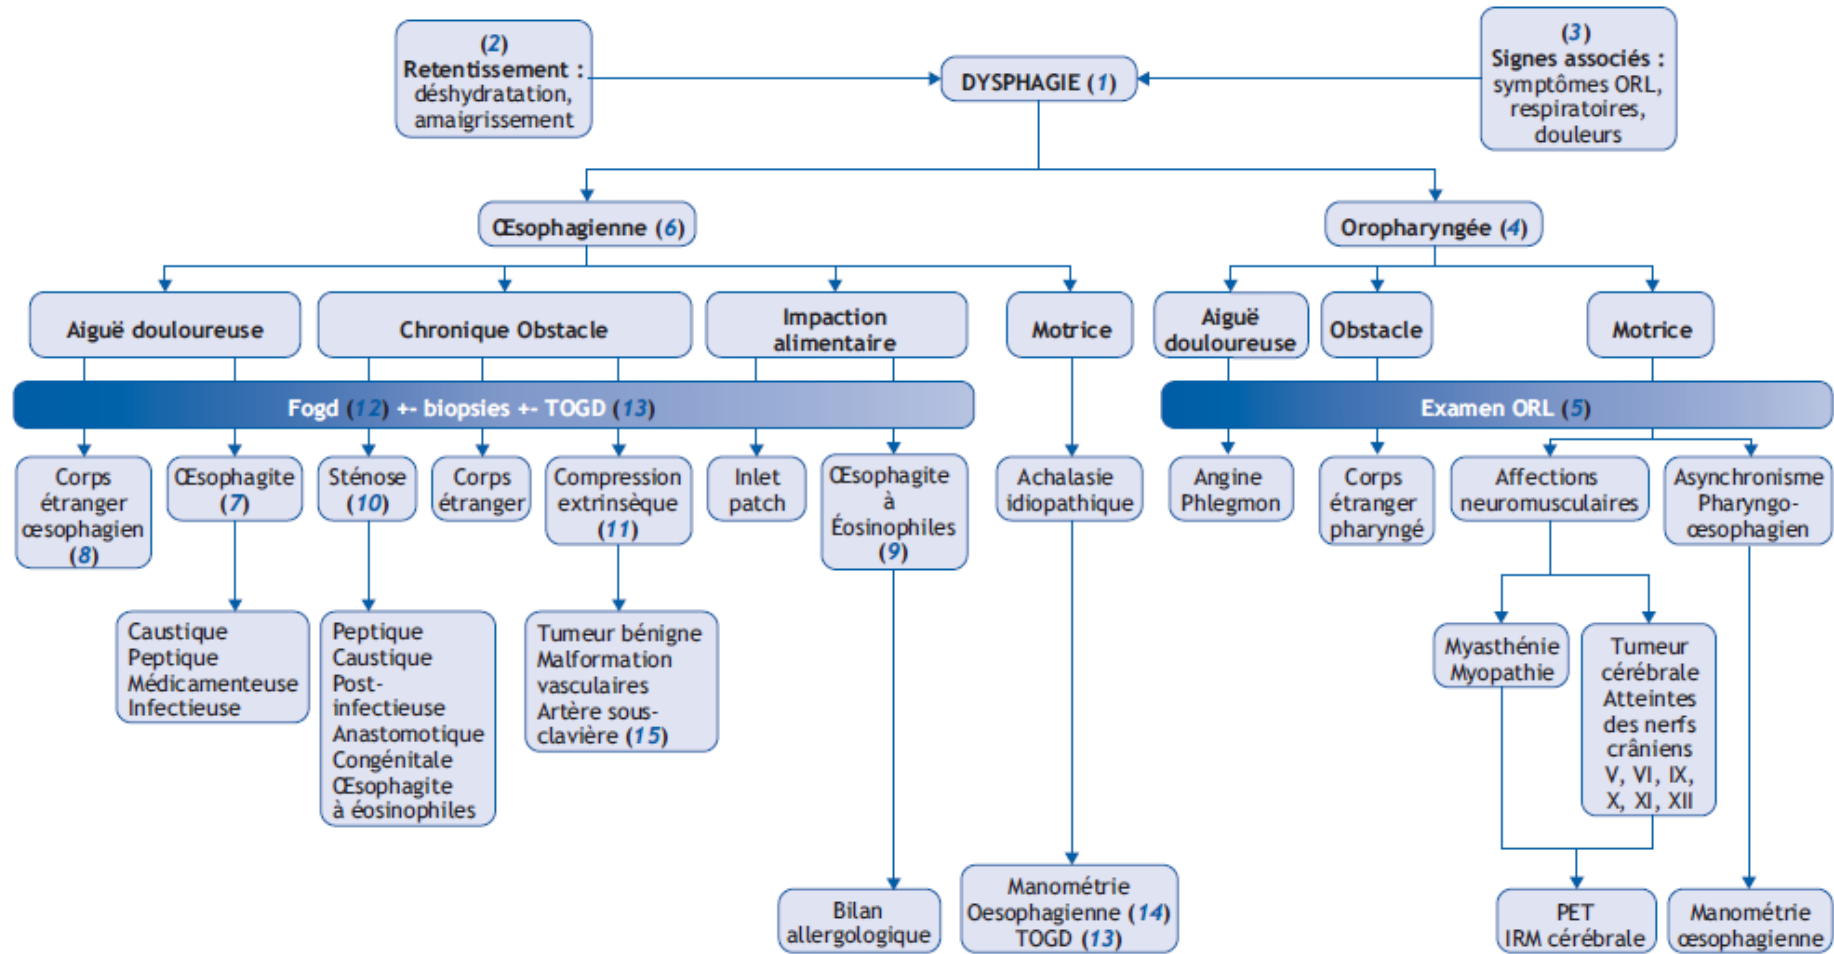 (2)
Retentissement :
déshydratation,
amaigrissement
DYSPHAGIE (1)
(3)
Signes associés :
symptômes ORL,
respiratoires,
douleurs
Œsophagienne (6)
Oropharyngée (4)
Aiguë douloureuse
Chronique Obstacle
Impaction
alimentaire
Motrice
Aiguë
douloureuse
Obstacle
Motrice
Fogd (12) +- biopsies +- TOGD (13)
Examen ORL (5)
Corps
étranger
œsophagien
(8)
Œsophagite
(7)
Sténose
(10)
Corps
étranger
Compression
extrinsèque
(11)
Inlet
patch
Œsophagite
à
Éosinophiles
(9)
Achalasie
idiopathique
Angine
Phlegmon
Corps
étranger
pharyngé
Affections
neuromusculaires
Asynchronisme
Pharyngo-
œsophagien
Caustique
Peptique
Médicamenteuse
Infectieuse
Peptique
Caustique
Post-
infectieuse
Anastomotique
Congénitale
Œsophagite
à éosinophiles
Tumeur bénigne
Malformation
vasculaires
Artère sous-
clavière (15)
Myasthénie
Myopathie
Tumeur
cérébrale
Atteintes
des nerfs
crâniens
V, VI, IX,
X, XI, XII
Bilan
allergologique
Manométrie
Oesophagienne (14)
TOGD (13)
PET
IRM cérébrale
Manométrie
œsophagienne